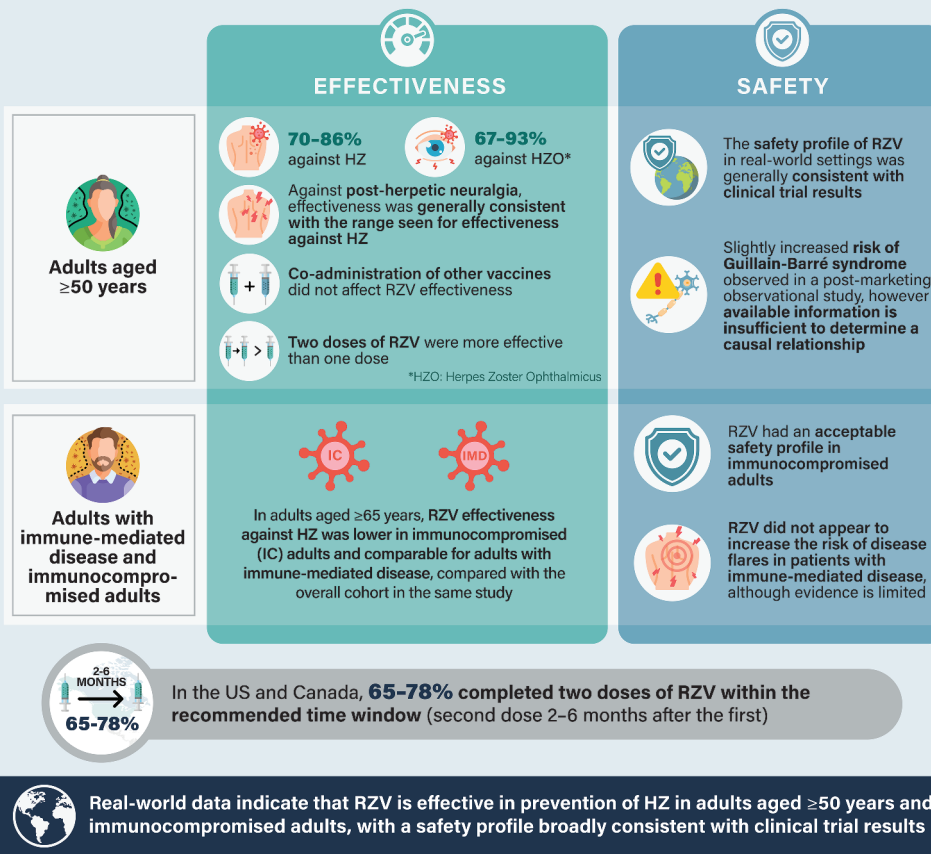 EFFECTIVENESS
SAFETY
Adults aged
≥50 years
70–86%
against HZ
67–93%
against HZO*
Against post-herpetic neuralgia,
effectiveness was generally consistent
with the range seen for effectiveness
against HZ
+
Co-administration of other vaccines
did not affect RZV effectiveness
>
Two doses of RZV were more effective
than one dose
*HZO: Herpes Zoster Ophthalmicus
The safety profile of RZV
in real-world settings was
generally consistent with
clinical trial results
Slightly increased risk of
Guillain-Barré syndrome
observed in a post-marketing
observational study, however
available information is
insufficient to determine a
causal relationship
Adults with
immune-mediated
disease and
immunocompro-
mised adults
IC
IMD
In adults aged ≥65 years, RZV effectiveness
against HZ was lower in immunocompromised
(IC) adults and comparable for adults with
immune-mediated disease, compared with the
overall cohort in the same study
RZV had an acceptable
safety profile in
immunocompromised
adults
RZV did not appear to
increase the risk of disease
flares in patients with
immune-mediated disease,
although evidence is limited
2-6
MONTHS
65-78%
In the US and Canada, 65–78% completed two doses of RZV within the
recommended time window (second dose 2–6 months after the first)
Real-world data indicate that RZV is effective in prevention of HZ in adults aged ≥50 years and
immunocompromised adults, with a safety profile broadly consistent with clinical trial results